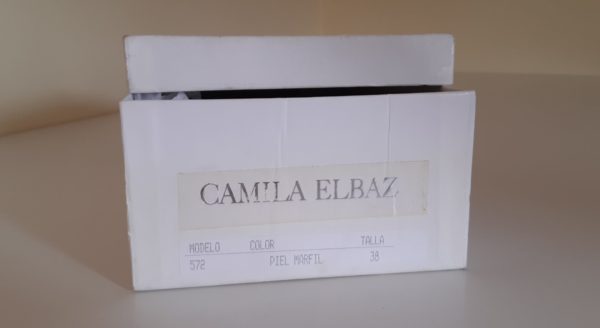 CAMILA ELBAZ
MODELO COLOR TALLA
572 PIEL MARFIL 38